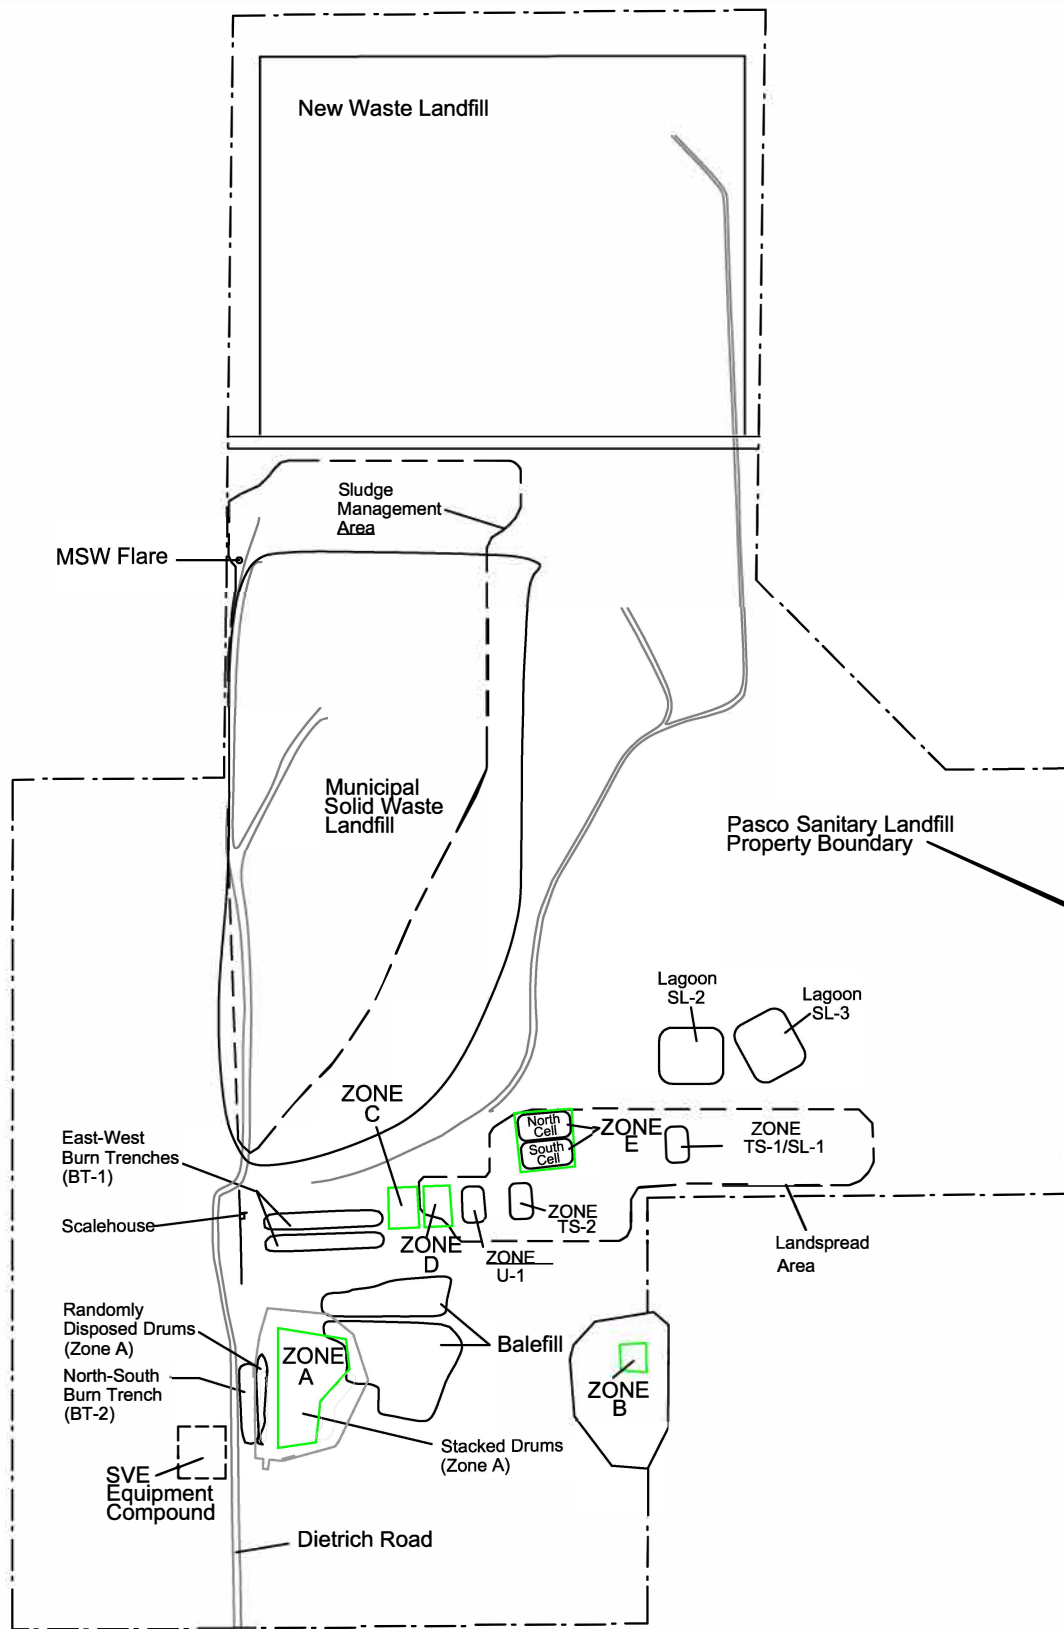 New Waste Landfill
Sludge
Management
Area
MSW Flare
Municipal
Solid Waste
Landfill
Pasco Sanitary Landfill
Property Boundary
Lagoon
SL-2
Lagoon
SL-3
ZONE
C
North
Cell
South
Cell
ZONE
E
ZONE
TS-1/SL-1
East-West
Burn Trenches
(BT-1)
Scalehouse
ZONE
D
ZONE
U-1
ZONE
TS-2
Landspread
Area
Randomly
Disposed Drums
(Zone A)
North-South
Burn Trench
(BT-2)
ZONE
A
Balefill
ZONE
B
Stacked Drums
(Zone A)
SVE
Equipment
Compound
Dietrich Road